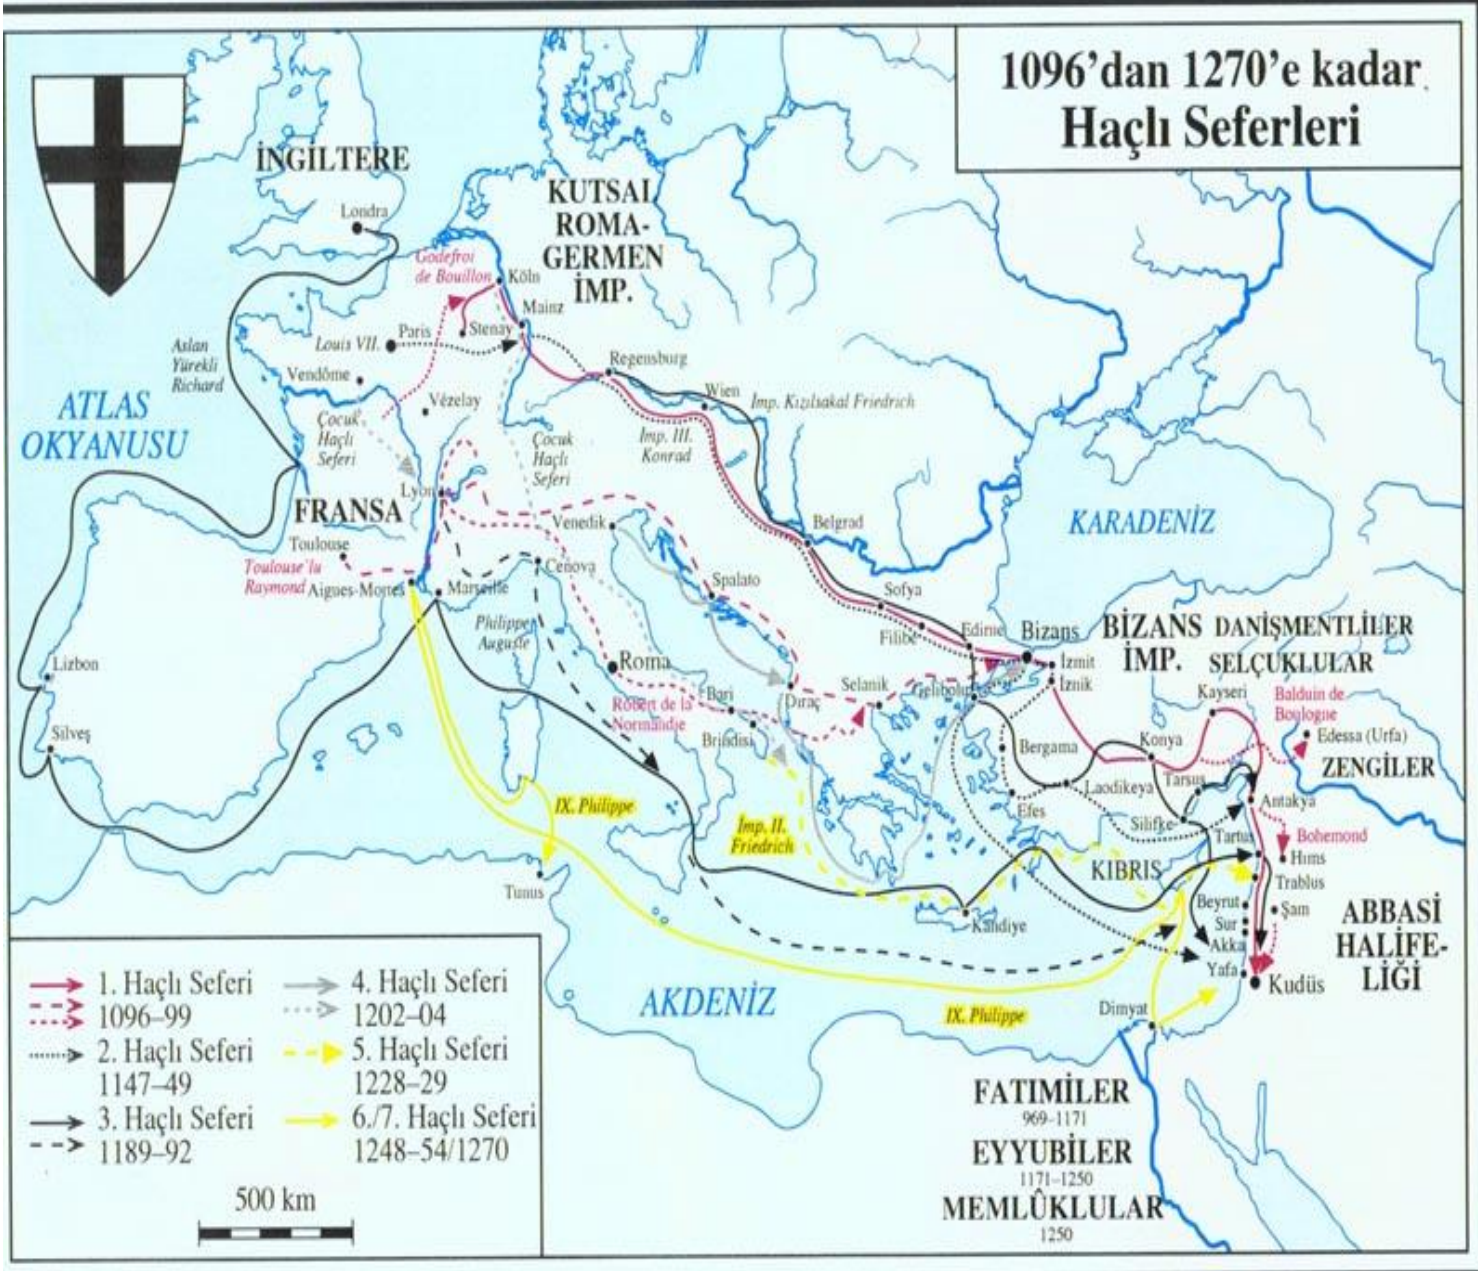 1096'dan 1270'e kadar
Haçlı Seferleri
İNGİLTERE
Londra
KUTSAL
ROMA-
GERMEN
İMP.
Godefroi
de Bouillon
Köln
Mainz
Stenay
Paris
Louis VII.
Aslan
Yürekli
Richard
Vendôme
Vézelay
Regensburg
Wien
İmp. Kızılsakal Friedrich
İmp. III.
Konrad
ATLAS
OKYANUSU
Çocuk
Haçlı
Seferi
Çocuk
Haçlı
Seferi
Lyon
FRANSA
Venedik
Belgrad
KARADENİZ
Toulouse
Toulouse'lu
Raymond
Aigues-Mortes
Marseille
Cenova
Spalato
Sofya
Filibe
Edirne
Bizans
BİZANS
İMP.
DANİŞMENTLİLER
SELÇUKLULAR
Philippe
Auguste
Roma
Lizbon
İzmit
İznik
Selanik
Gelibolu
Kayseri
Balduin de
Boulogne
Bari
Robert de la
Normandie
Dıraç
Brindisi
Silveş
Bergama
Konya
Edessa (Urfa)
ZENGİLER
Tarsus
Laodikeya
Efes
Antakya
Silifke
IX. Philippe
İmp. II.
Friedrich
Tartus
Bohemond
Hıms
KIBRIS
Trablus
Tunus
Beyrut
Şam
Sur
Akka
Kandiye
Yafa
Kudüs
ABBASİ
HALİFE-
LİĞİ
AKDENİZ
IX. Philippe
Dimyat
FATIMİLER
969–1171
EYYUBİLER
1171–1250
MEMLÛKLULAR
1250
1. Haçlı Seferi
1096–99
2. Haçlı Seferi
1147–49
3. Haçlı Seferi
1189–92
4. Haçlı Seferi
1202–04
5. Haçlı Seferi
1228–29
6./7. Haçlı Seferi
1248–54/1270
500 km